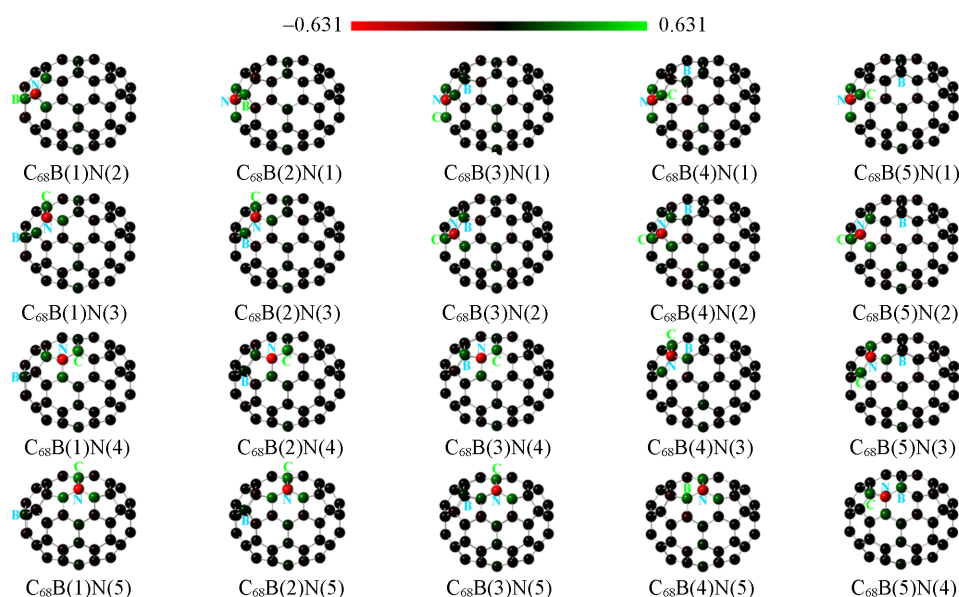 −0.631 0.631
N B N B B N C B N C B N C
C₆₈B(1)N(2) C₆₈B(2)N(1) C₆₈B(3)N(1) C₆₈B(4)N(1) C₆₈B(5)N(1)
C N B C N B N B C B N C B N C
C₆₈B(1)N(3) C₆₈B(2)N(3) C₆₈B(3)N(2) C₆₈B(4)N(2) C₆₈B(5)N(2)
N C B N C B N C B C B N B N C
C₆₈B(1)N(4) C₆₈B(2)N(4) C₆₈B(3)N(4) C₆₈B(4)N(3) C₆₈B(5)N(3)
C N B C N B C N B B N N B C
C₆₈B(1)N(5) C₆₈B(2)N(5) C₆₈B(3)N(5) C₆₈B(4)N(5) C₆₈B(5)N(4)